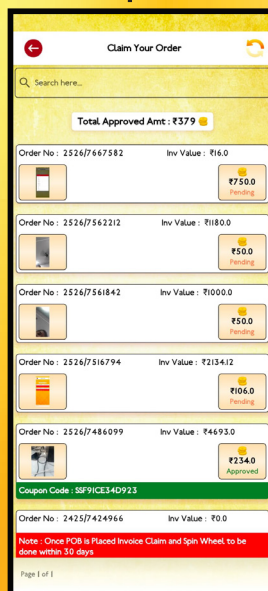 Claim Your Order
Search here...
Total Approved Amt : ₹379
Order No : 2526/7667582 Inv Value : ₹16.0
₹750.0
Pending
Order No : 2526/7562212 Inv Value : ₹1180.0
₹50.0
Pending
Order No : 2526/7561842 Inv Value : ₹1000.0
₹50.0
Pending
Order No : 2526/7516794 Inv Value : ₹2134.12
₹106.0
Pending
Order No : 2526/7486099 Inv Value : ₹4693.0
₹234.0
Approved
Coupon Code : SSF91CE34D923
Order No : 2425/7424966 Inv Value : ₹0.0
Note : Once POB is Placed Invoice Claim and Spin Wheel to be
done within 30 days
Page 1 of 1